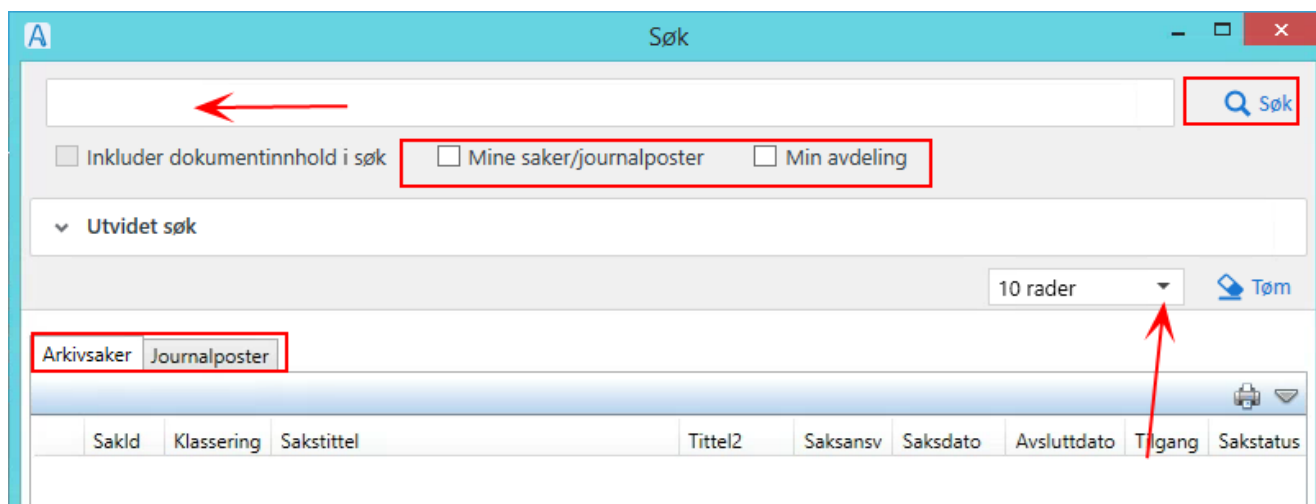 Søk
Søk
Inkluder dokumentinnhold i søk Mine saker/journalposter Min avdeling
Utvidet søk
10 rader Tøm
Arkivsaker Journalposter
SakId Klassering Sakstittel Tittel2 Saksansv Saksdato Avsluttdato Tilgang Sakstatus